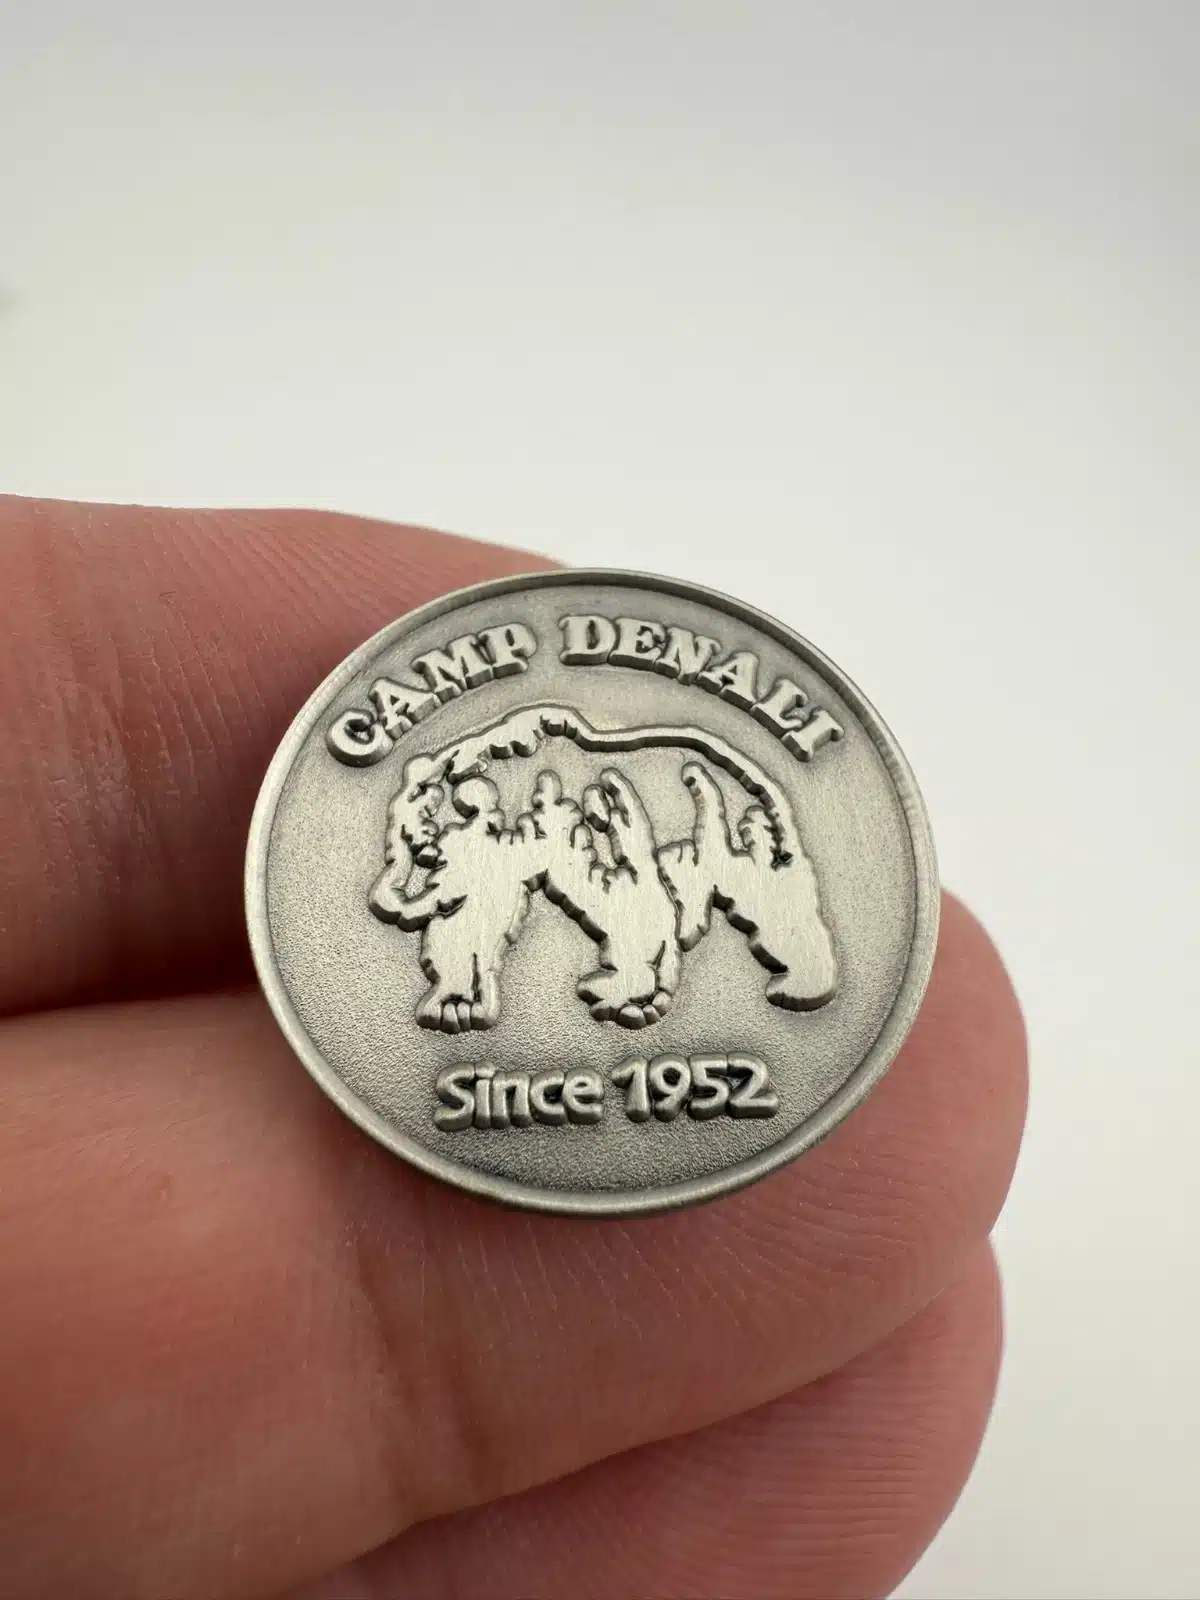 CAMP DENALI
Since 1952